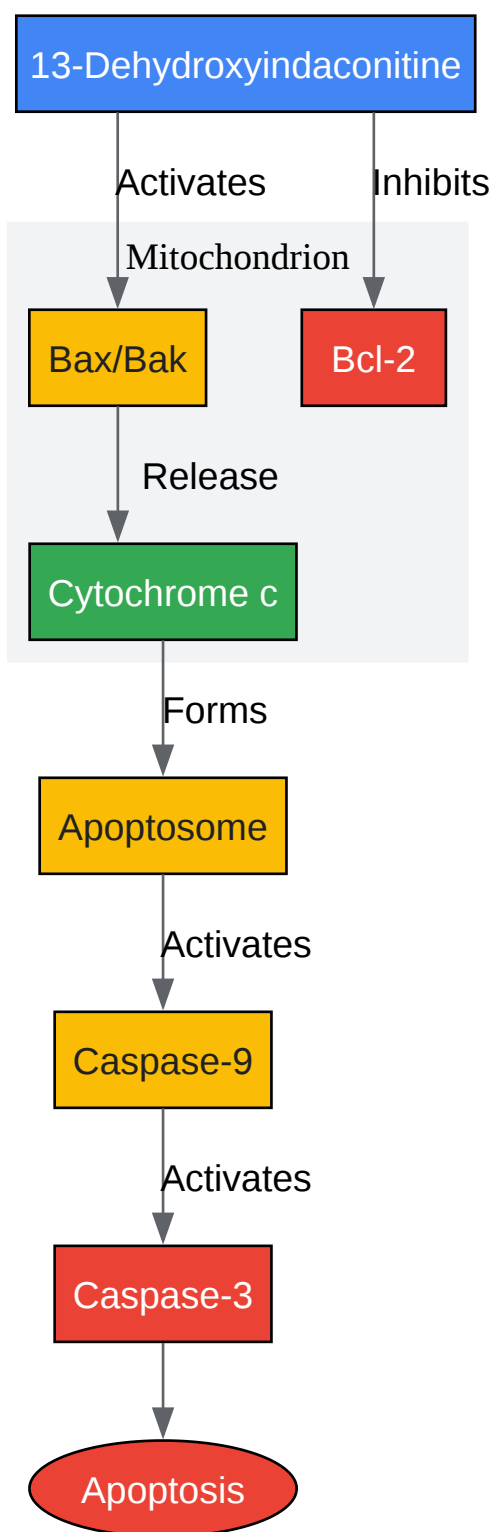 13-Dehydroxyindaconitine
Activates
Inhibits
Mitochondrion
Bax/Bak
Bcl-2
Release
Cytochrome c
Forms
Apoptosome
Activates
Caspase-9
Activates
Caspase-3
Apoptosis